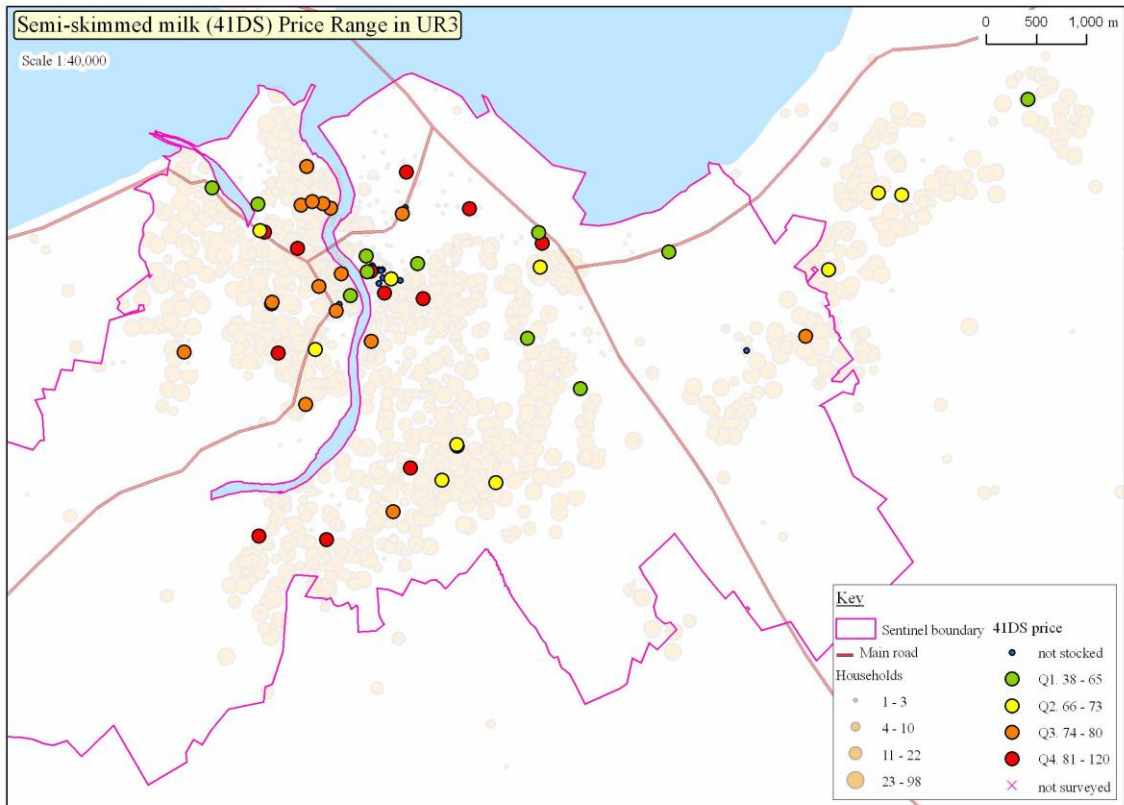 Semi-skimmed milk (41DS) Price Range in UR3
0 500 1,000 m
Scale 1:40,000
Key
Sentinel boundary
Main road
Households
1 - 3
4 - 10
11 - 22
23 - 98
41DS price
not stocked
Q1. 38 - 65
Q2. 66 - 73
Q3. 74 - 80
Q4. 81 - 120
not surveyed